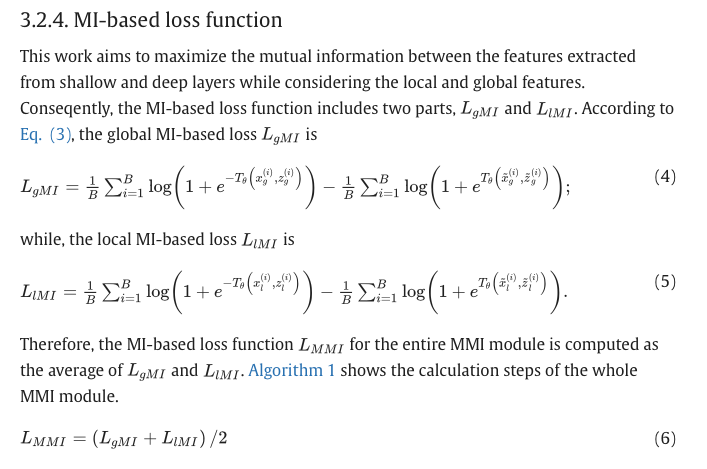 3.2.4. MI-based loss function
This work aims to maximize the mutual information between the features extracted
from shallow and deep layers while considering the local and global features.
Conseqently, the MI-based loss function includes two parts, $L_{gMI}$ and $L_{lMI}$. According to
Eq. (3), the global MI-based loss $L_{gMI}$ is
$L_{gMI} = \frac{1}{B} \sum_{i=1}^{B} \log\left(1 + e^{-T_\theta\left(x_g^{(i)}, z_g^{(i)}\right)}\right) - \frac{1}{B} \sum_{i=1}^{B} \log\left(1 + e^{T_\theta\left(\tilde{x}_g^{(i)}, \tilde{z}_g^{(i)}\right)}\right);$ (4)
while, the local MI-based loss $L_{lMI}$ is
$L_{lMI} = \frac{1}{B} \sum_{i=1}^{B} \log\left(1 + e^{-T_\theta\left(x_l^{(i)}, z_l^{(i)}\right)}\right) - \frac{1}{B} \sum_{i=1}^{B} \log\left(1 + e^{T_\theta\left(\tilde{x}_l^{(i)}, \tilde{z}_l^{(i)}\right)}\right).$ (5)
Therefore, the MI-based loss function $L_{MMI}$ for the entire MMI module is computed as
the average of $L_{gMI}$ and $L_{lMI}$. Algorithm 1 shows the calculation steps of the whole
MMI module.
$L_{MMI} = (L_{gMI} + L_{lMI})/2$ (6)